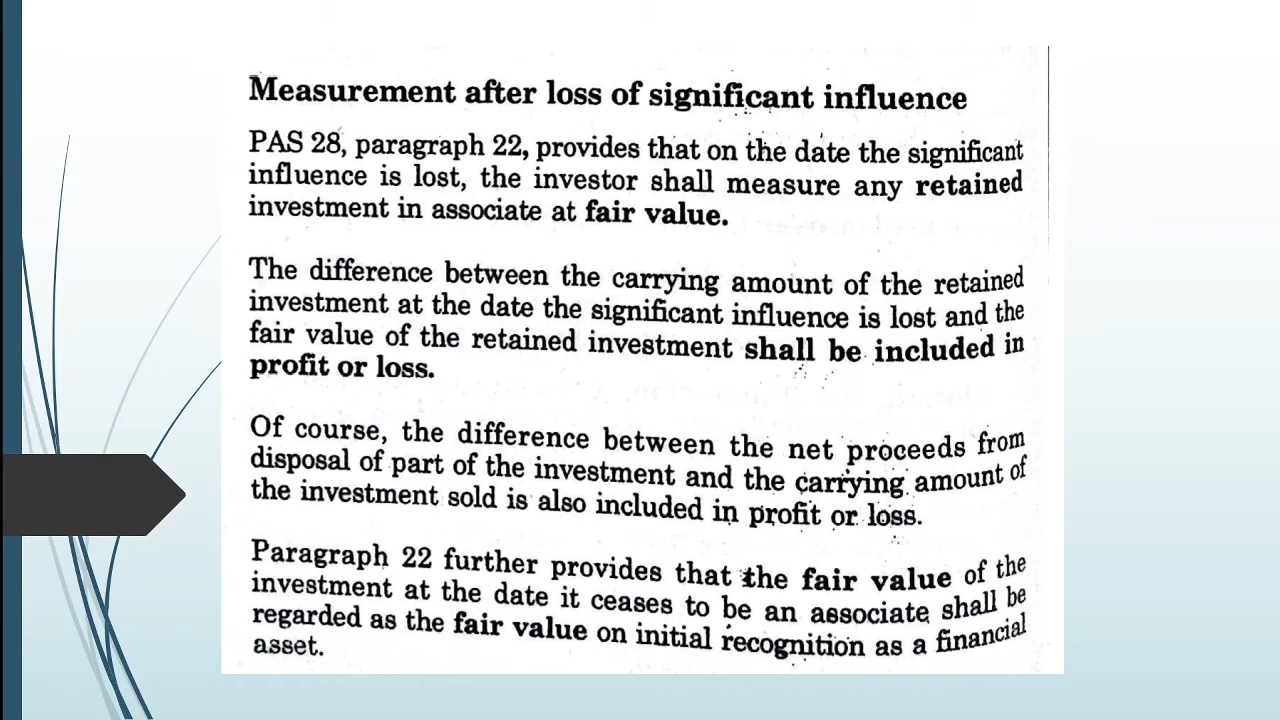 Measurement after loss of significant influence
PAS 28, paragraph 22, provides that on the date the significant
influence is lost, the investor shall measure any retained
investment in associate at fair value.
The difference between the carrying amount of the retained
investment at the date the significant influence is lost and the
fair value of the retained investment shall be included in
profit or loss.
Of course, the difference between the net proceeds from
disposal of part of the investment and the carrying amount of
the investment sold is also included in profit or loss.
Paragraph 22 further provides that the fair value of the
investment at the date it ceases to be an associate shall be
regarded as the fair value on initial recognition as a financial
asset.